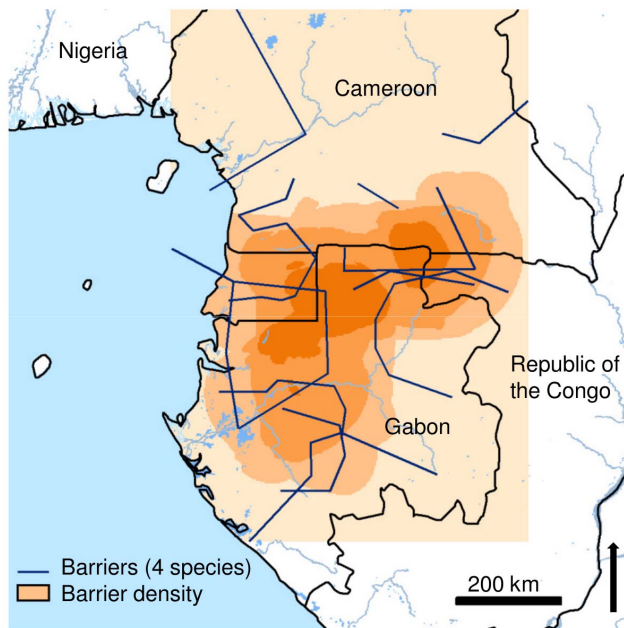 Nigeria
Cameroon
Republic of
the Congo
Gabon
Barriers (4 species)
Barrier density
200 km